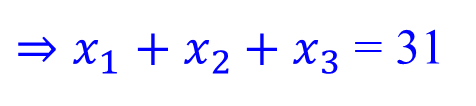 ⇒ x₁ + x₂ + x₃ = 31